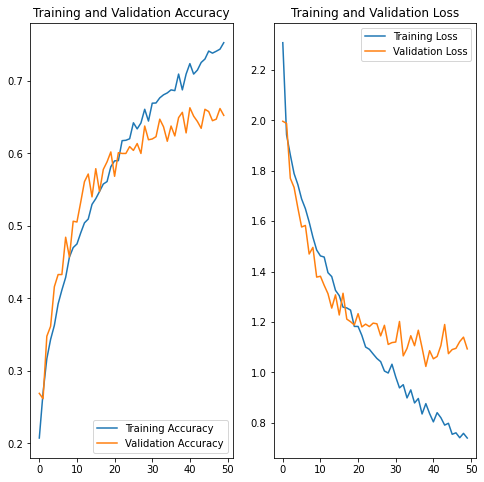 Training and Validation Accuracy
0.7
0.6
0.5
0.4
0.3
0.2
0 10 20 30 40 50
Training Accuracy
Validation Accuracy
Training and Validation Loss
2.2
2.0
1.8
1.6
1.4
1.2
1.0
0.8
0 10 20 30 40 50
Training Loss
Validation Loss